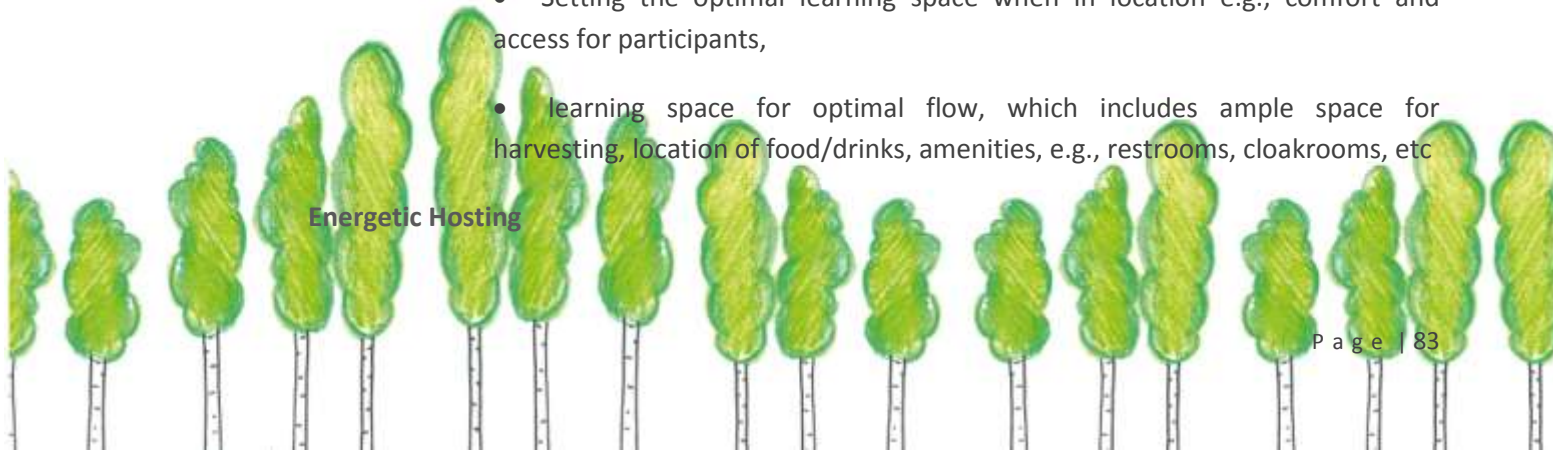 • Setting the optimal learning space when in location e.g., comfort and
access for participants,
• learning space for optimal flow, which includes ample space for
harvesting, location of food/drinks, amenities, e.g., restrooms, cloakrooms, etc
Energetic Hosting
Page | 83